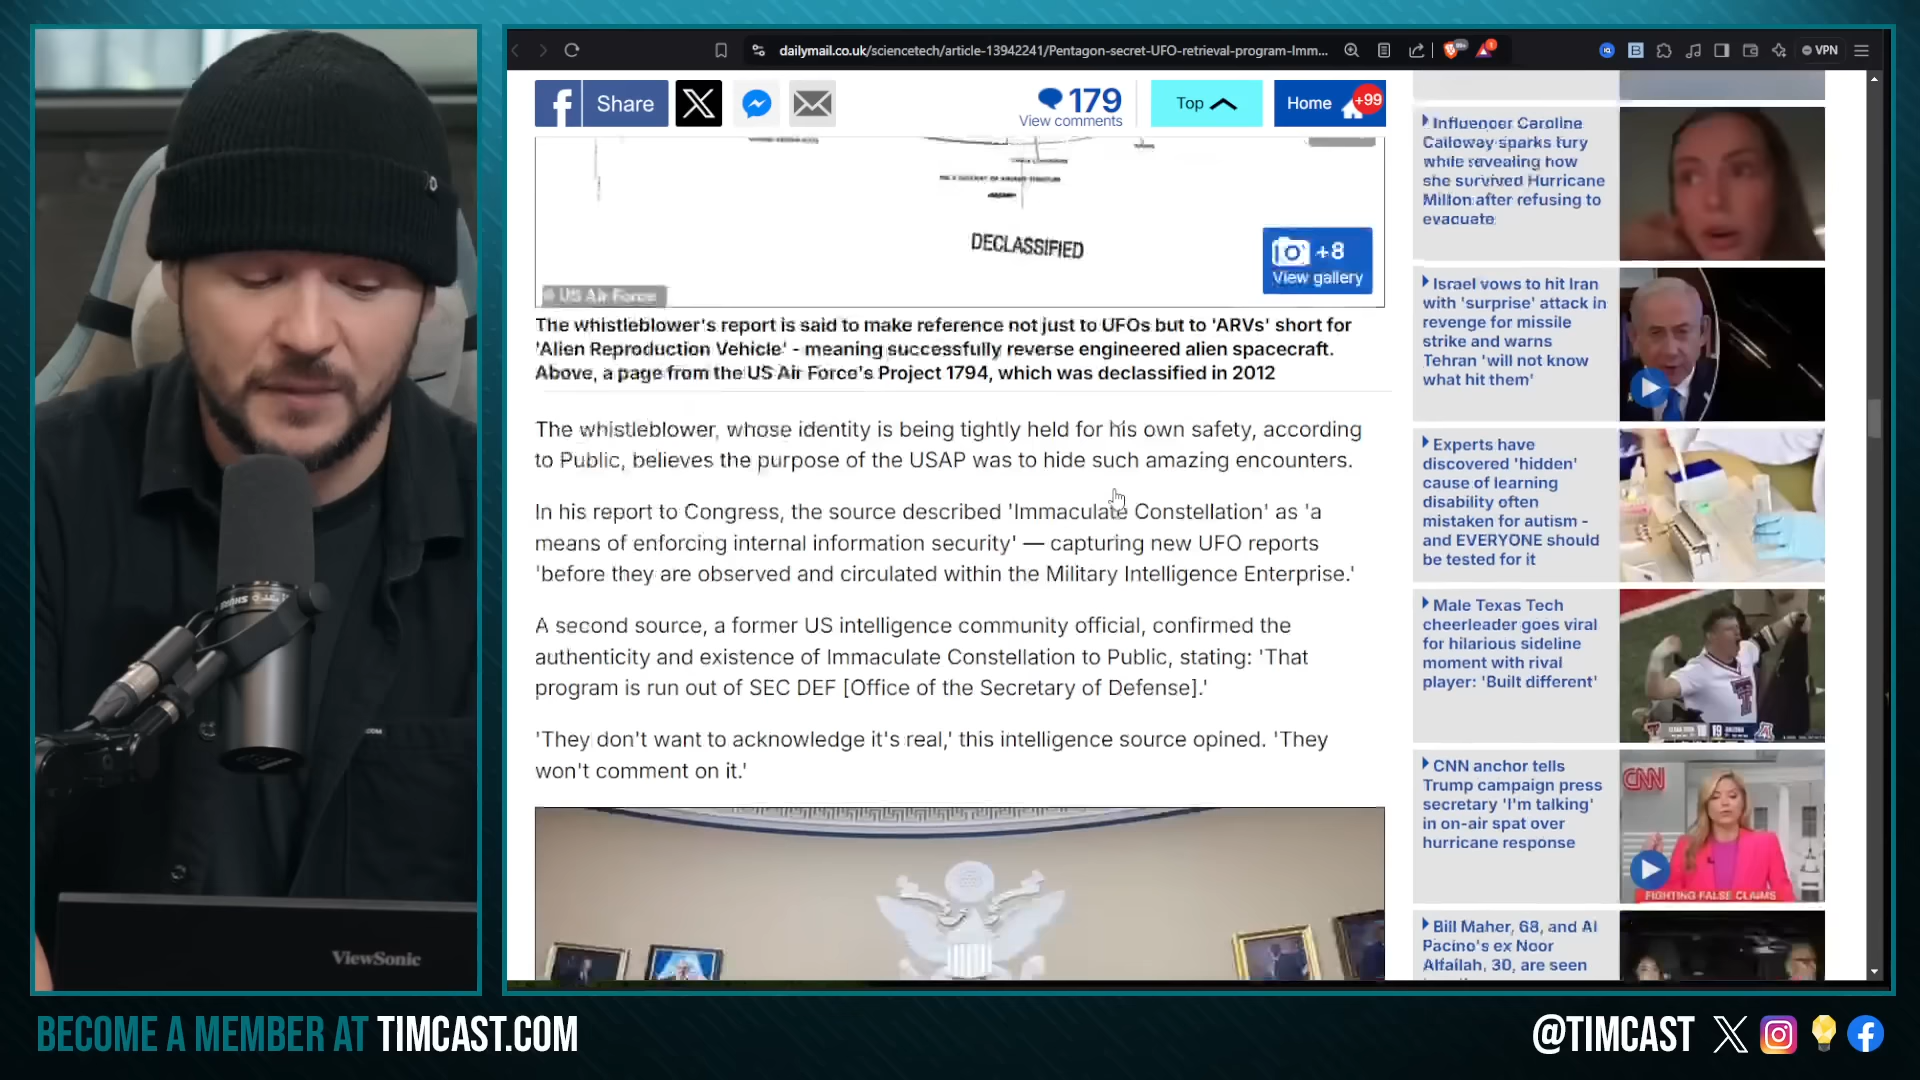 dailymail.co.uk/sciencetech/article-13942241/Pentagon-secret-UFO-retrieval-program-Imm...
VPN
Share
179
View comments
Top
Home
+99
DECLASSIFIED
+8
View gallery
© US Air Force
The whistleblower's report is said to make reference not just to UFOs but to 'ARVs' short for
'Alien Reproduction Vehicle' - meaning successfully reverse engineered alien spacecraft.
Above, a page from the US Air Force's Project 1794, which was declassified in 2012
The whistleblower, whose identity is being tightly held for his own safety, according
to Public, believes the purpose of the USAP was to hide such amazing encounters.
In his report to Congress, the source described 'Immaculate Constellation' as 'a
means of enforcing internal information security' — capturing new UFO reports
'before they are observed and circulated within the Military Intelligence Enterprise.'
A second source, a former US intelligence community official, confirmed the
authenticity and existence of Immaculate Constellation to Public, stating: 'That
program is run out of SEC DEF [Office of the Secretary of Defense].'
'They don't want to acknowledge it's real,' this intelligence source opined. 'They
won't comment on it.'
Influencer Caroline
Calloway sparks fury
while revealing how
she survived Hurricane
Milton after refusing to
evacuate
Israel vows to hit Iran
with 'surprise' attack in
revenge for missile
strike and warns
Tehran 'will not know
what hit them'
Experts have
discovered 'hidden'
cause of learning
disability often
mistaken for autism -
and EVERYONE should
be tested for it
Male Texas Tech
cheerleader goes viral
for hilarious sideline
moment with rival
player: 'Built different'
CNN anchor tells
Trump campaign press
secretary 'I'm talking'
in on-air spat over
hurricane response
CNN
FIGHTING FALSE CLAIMS
Bill Maher, 68, and Al
Pacino's ex Noor
Alfallah, 30, are seen
ViewSonic
BECOME A MEMBER AT TIMCAST.COM
@TIMCAST